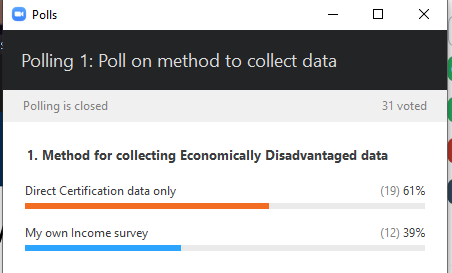 Polls
Polling 1: Poll on method to collect data
Polling is closed 31 voted
1. Method for collecting Economically Disadvantaged data
Direct Certification data only (19) 61%
My own Income survey (12) 39%